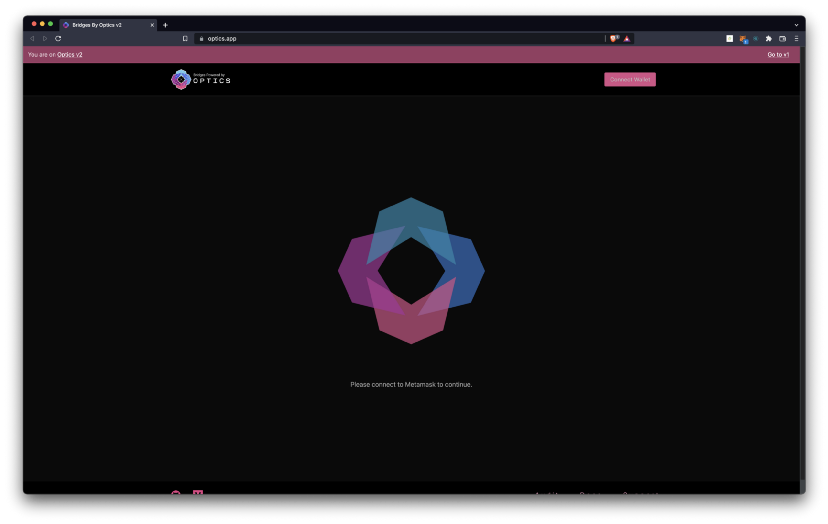 Bridges By Optics v2
optics.app
You are on Optics v2
Go to v1
Bridges Powered by
OPTICS
Connect Wallet
Please connect to Metamask to continue.